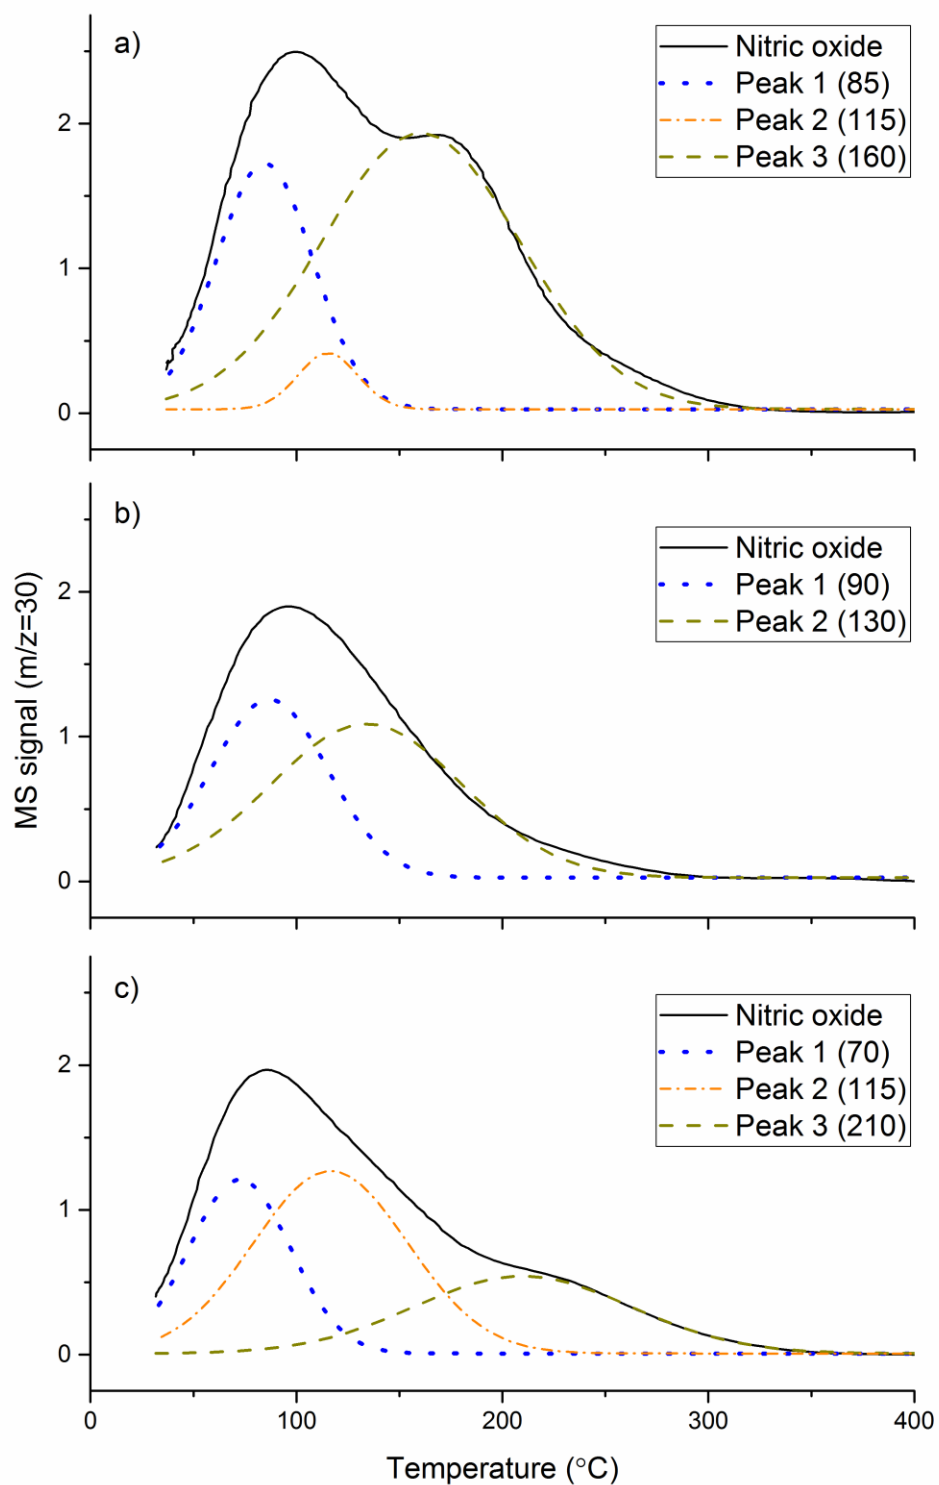 a)
Nitric oxide
Peak 1 (85)
Peak 2 (115)
Peak 3 (160)
2
1
0
b)
Nitric oxide
Peak 1 (90)
Peak 2 (130)
2
1
0
MS signal (m/z=30)
c)
Nitric oxide
Peak 1 (70)
Peak 2 (115)
Peak 3 (210)
2
1
0
0 100 200 300 400
Temperature (°C)